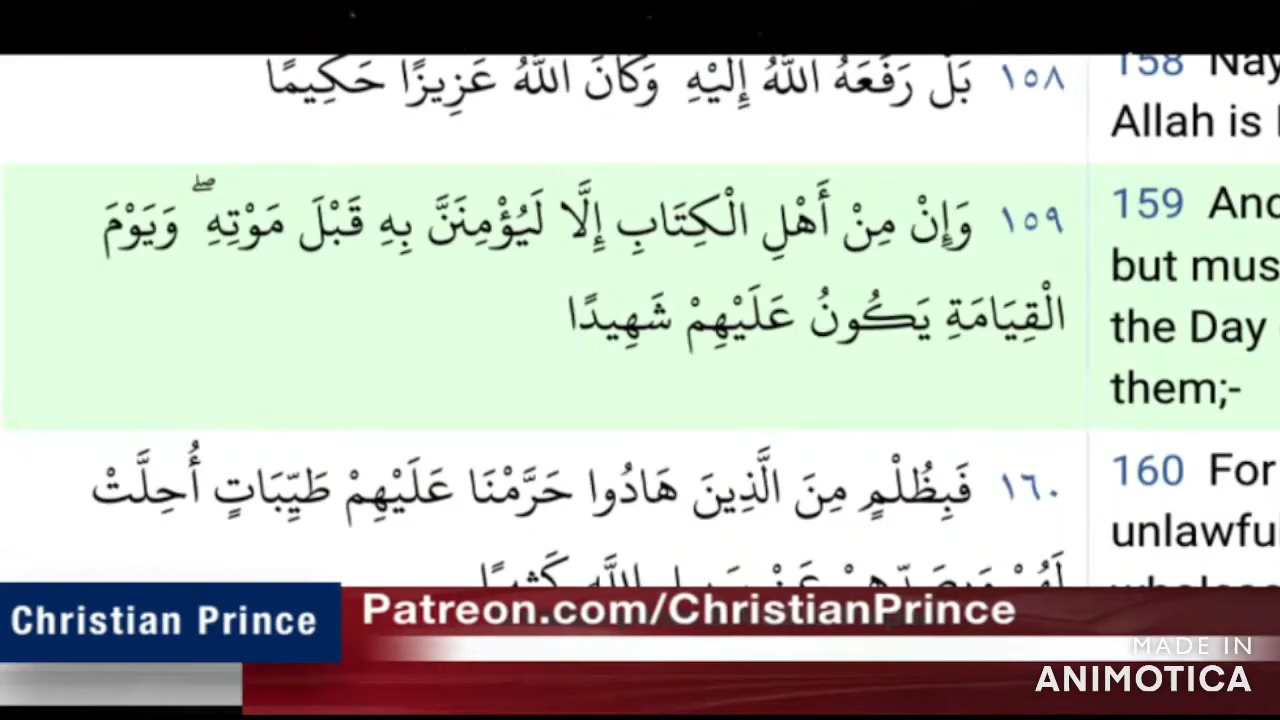 ١٥٨ بَلْ رَفَعَهُ اللَّهُ إِلَيْهِ وَكَانَ اللَّهُ عَزِيزًا حَكِيمًا
158 Nay
Allah is
١٥٩ وَإِنْ مِنْ أَهْلِ الْكِتَابِ إِلَّا لَيُؤْمِنَنَّ بِهِ قَبْلَ مَوْتِهِ ۖ وَيَوْمَ
الْقِيَامَةِ يَكُونُ عَلَيْهِمْ شَهِيدًا
159 And
but mus
the Day
them;-
١٦٠ فَبِظُلْمٍ مِنَ الَّذِينَ هَادُوا حَرَّمْنَا عَلَيْهِمْ طَيِّبَاتٍ أُحِلَّتْ
160 For
unlawfu
Christian Prince
Patreon.com/ChristianPrince
MADE IN
ANIMOTICA